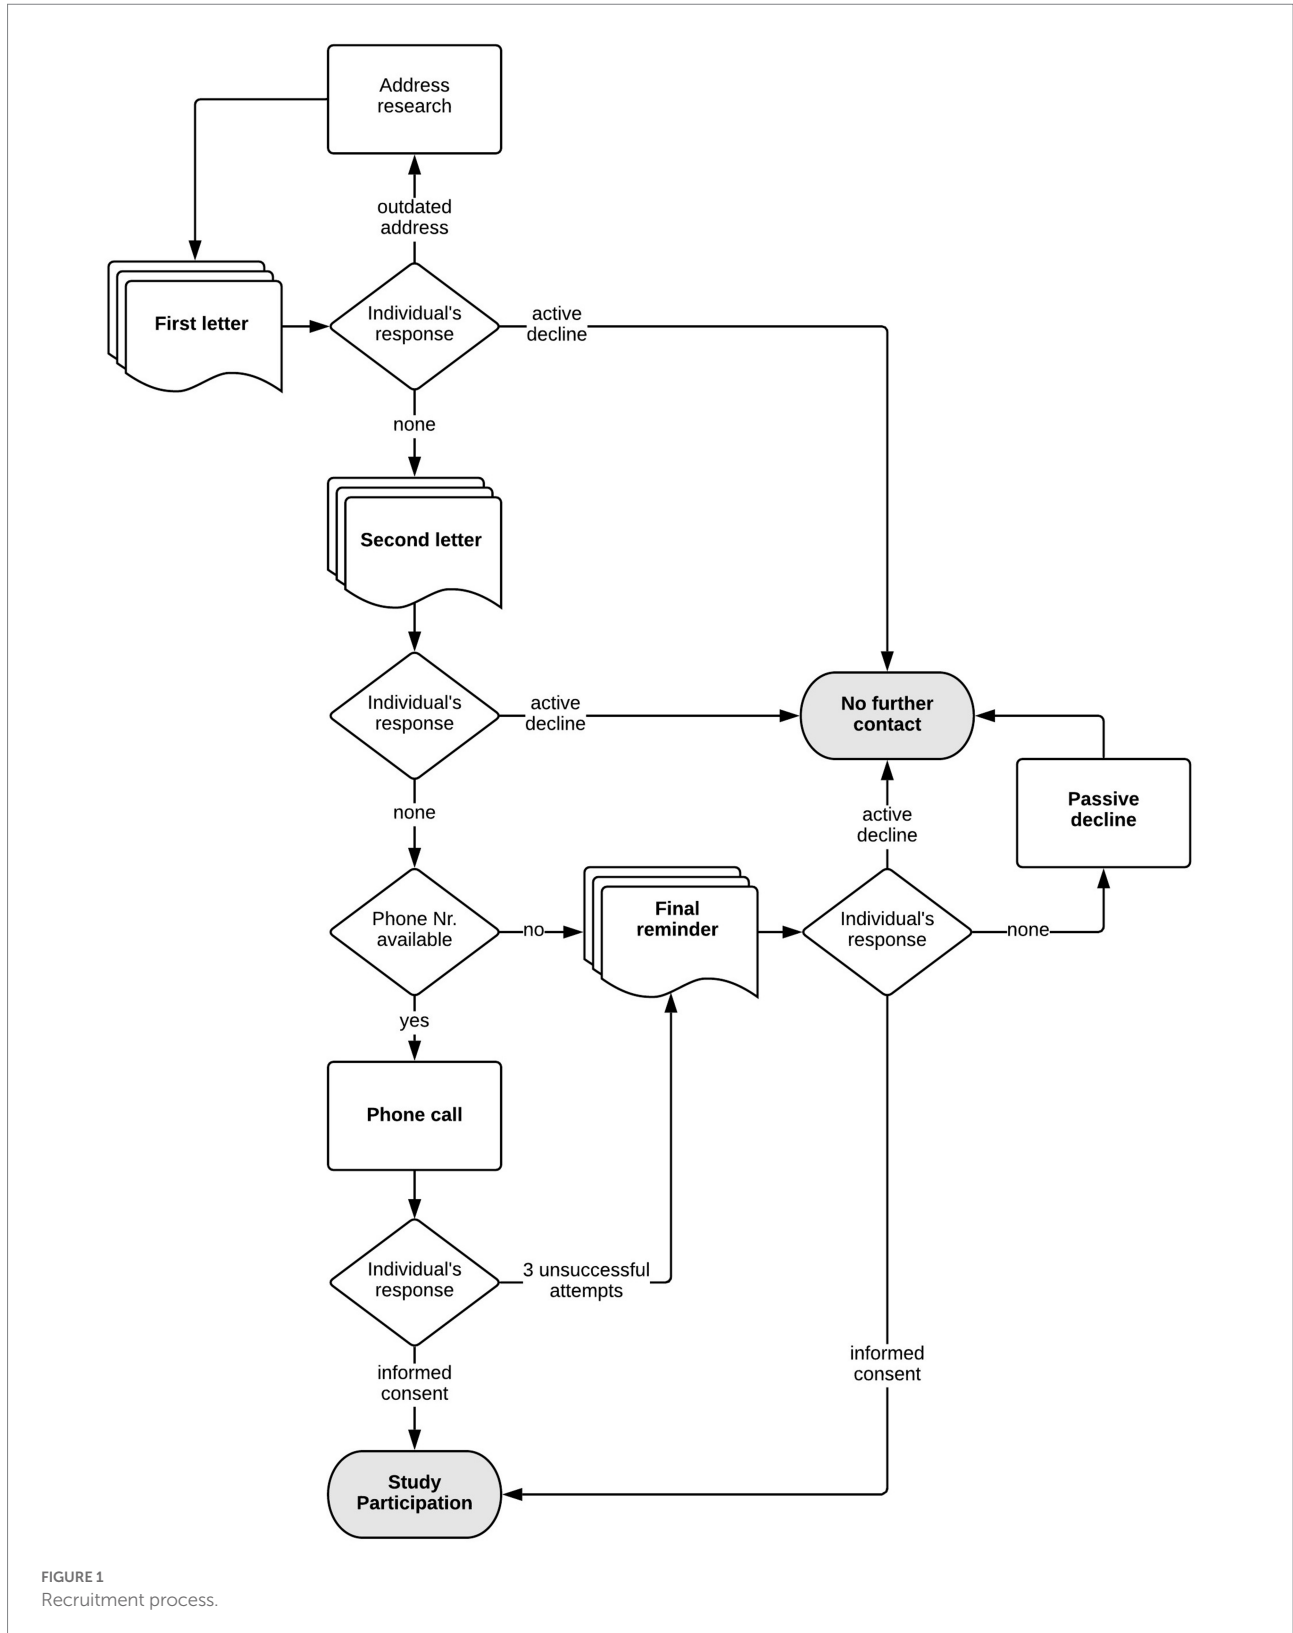 Address
research
outdated
address
First letter
Individual's
response
active
decline
none
Second letter
Individual's
response
active
decline
No further
contact
none
active
decline
Passive
decline
Phone Nr.
available
no
Final
reminder
Individual's
response
none
yes
Phone call
Individual's
response
3 unsuccessful
attempts
informed
consent
informed
consent
Study
Participation
FIGURE 1
Recruitment process.